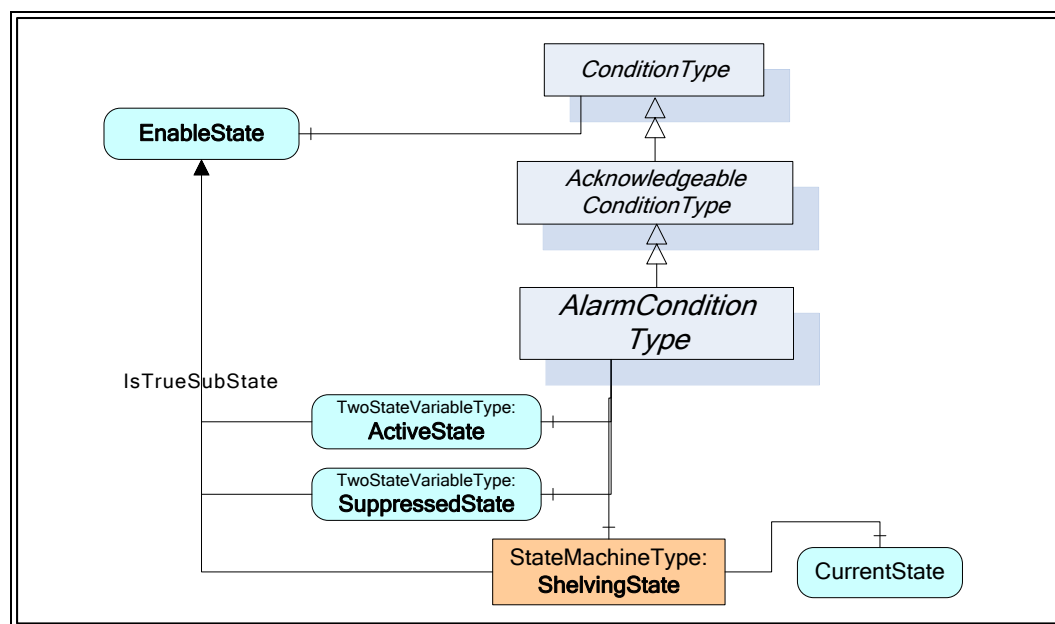 ConditionType
EnableState
Acknowledgeable
ConditionType
AlarmCondition
Type
IsTrueSubState
TwoStateVariableType:
ActiveState
TwoStateVariableType:
SuppressedState
StateMachineType:
ShelvingState
CurrentState